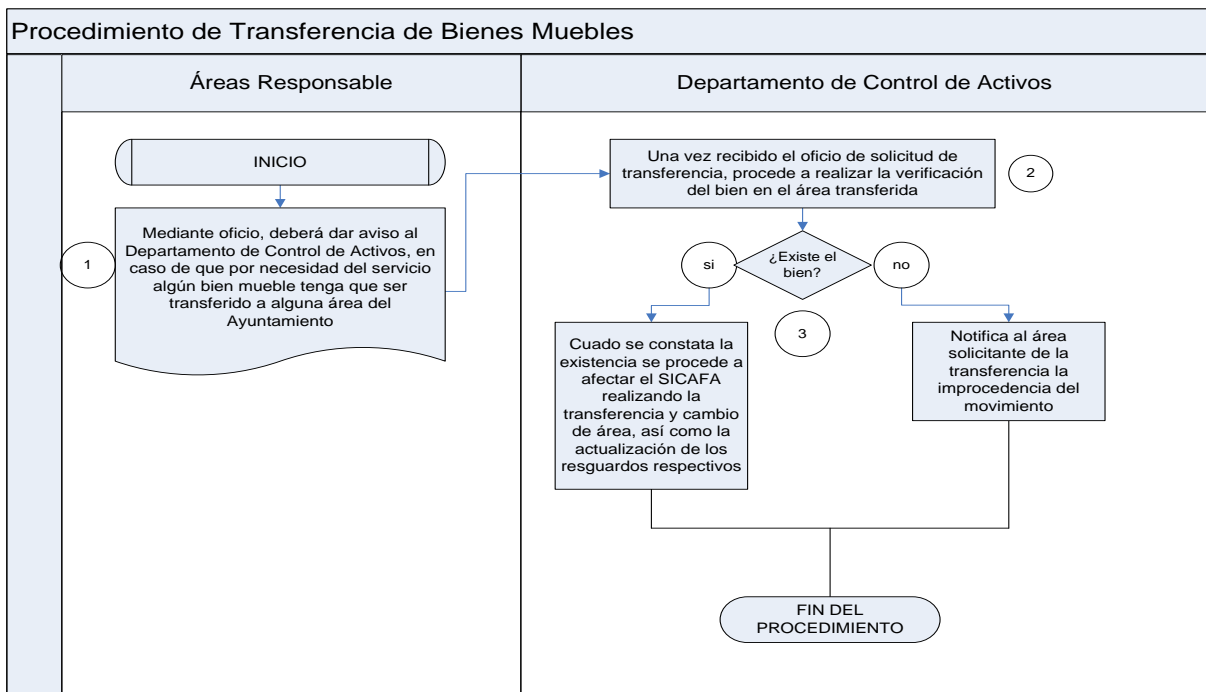 Procedimiento de Transferencia de Bienes Muebles
Áreas Responsable
Departamento de Control de Activos
INICIO
1
Mediante oficio, deberá dar aviso al
Departamento de Control de Activos, en
caso de que por necesidad del servicio
algún bien mueble tenga que ser
transferido a alguna área del
Ayuntamiento
Una vez recibido el oficio de solicitud de
transferencia, procede a realizar la verificación
del bien en el área transferida
2
¿Existe el
bien?
si
no
3
Cuado se constata la
existencia se procede a
afectar el SICAFA
realizando la
transferencia y cambio
de área, así como la
actualización de los
resguardos respectivos
Notifica al área
solicitante de la
transferencia la
improcedencia del
movimiento
FIN DEL
PROCEDIMIENTO